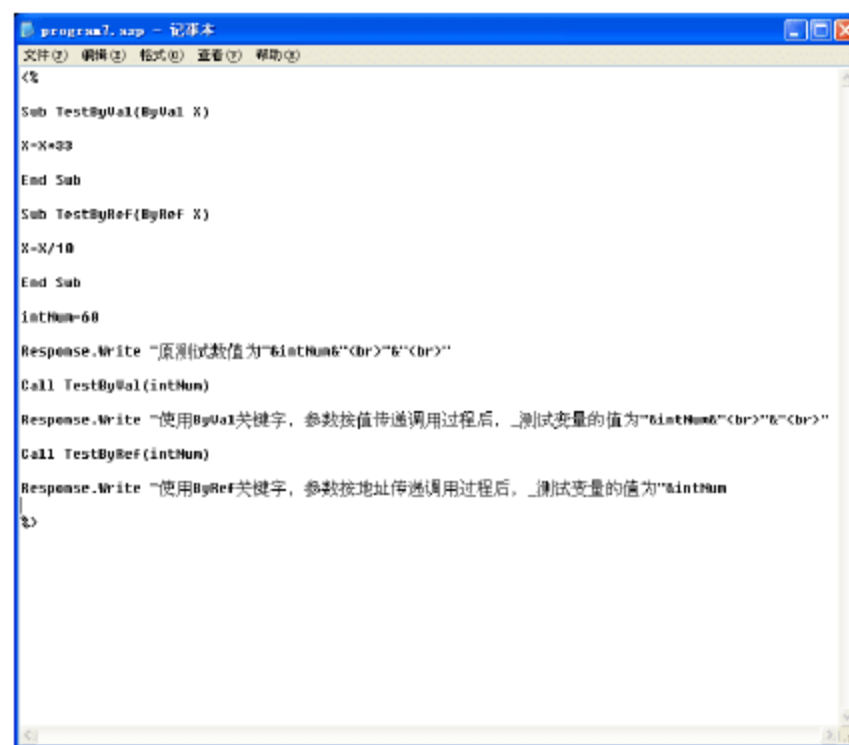 program7.asp - 记事本
文件(F) 编辑(E) 格式(O) 查看(V) 帮助(H)
<%
Sub TestByVal(ByVal X)
X=X*33
End Sub
Sub TestByRef(ByRef X)
X=X/10
End Sub
intNum=60
Response.Write "原测试数值为"&intNum&"<br>"&"<br>"
Call TestByVal(intNum)
Response.Write "使用ByVal关键字，参数按值传递调用过程后，_测试变量的值为"&intNum&"<br>"&"<br>"
Call TestByRef(intNum)
Response.Write "使用ByRef关键字，参数按地址传递调用过程后，_测试变量的值为"&intNum
%>